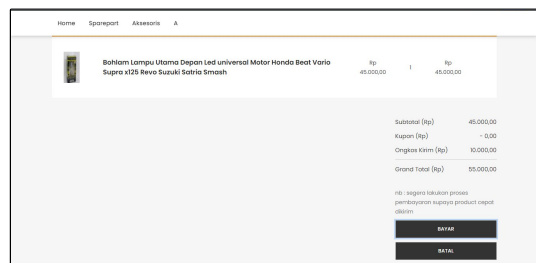 Home Sparepart Aksesoris A
Bohlam Lampu Utama Depan Led universal Motor Honda Beat Vario
Supra x125 Revo Suzuki Satria Smash
Rp
45.000,00
1
Rp
45.000,00
Subtotal (Rp) 45.000,00
Kupon (Rp) - 0,00
Ongkos Kirim (Rp) 10.000,00
Grand Total (Rp) 55.000,00
nb : segera lakukan proses
pembayaran supaya product cepat
dikirim
BAYAR
BATAL